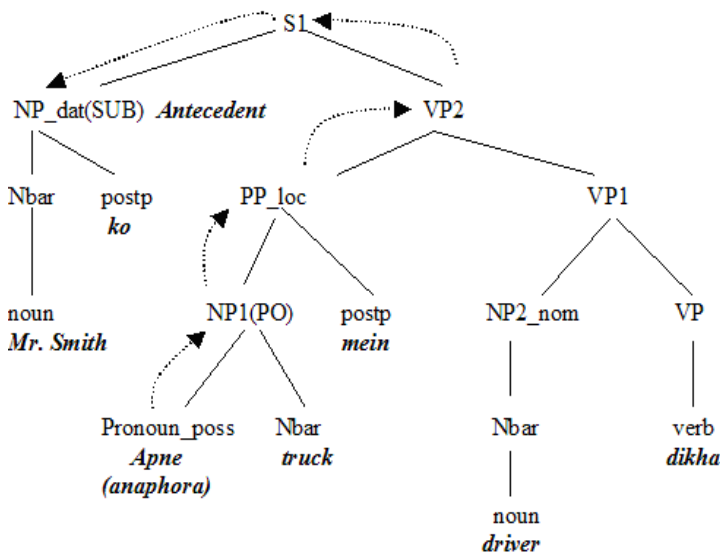 S1
NP_dat(SUB) Antecedent VP2
Nbar postp PP_loc VP1
ko
noun NP1(PO) postp NP2_nom VP
Mr. Smith mein
Pronoun_poss Nbar Nbar verb
Apne truck dikha
(anaphora)
noun
driver